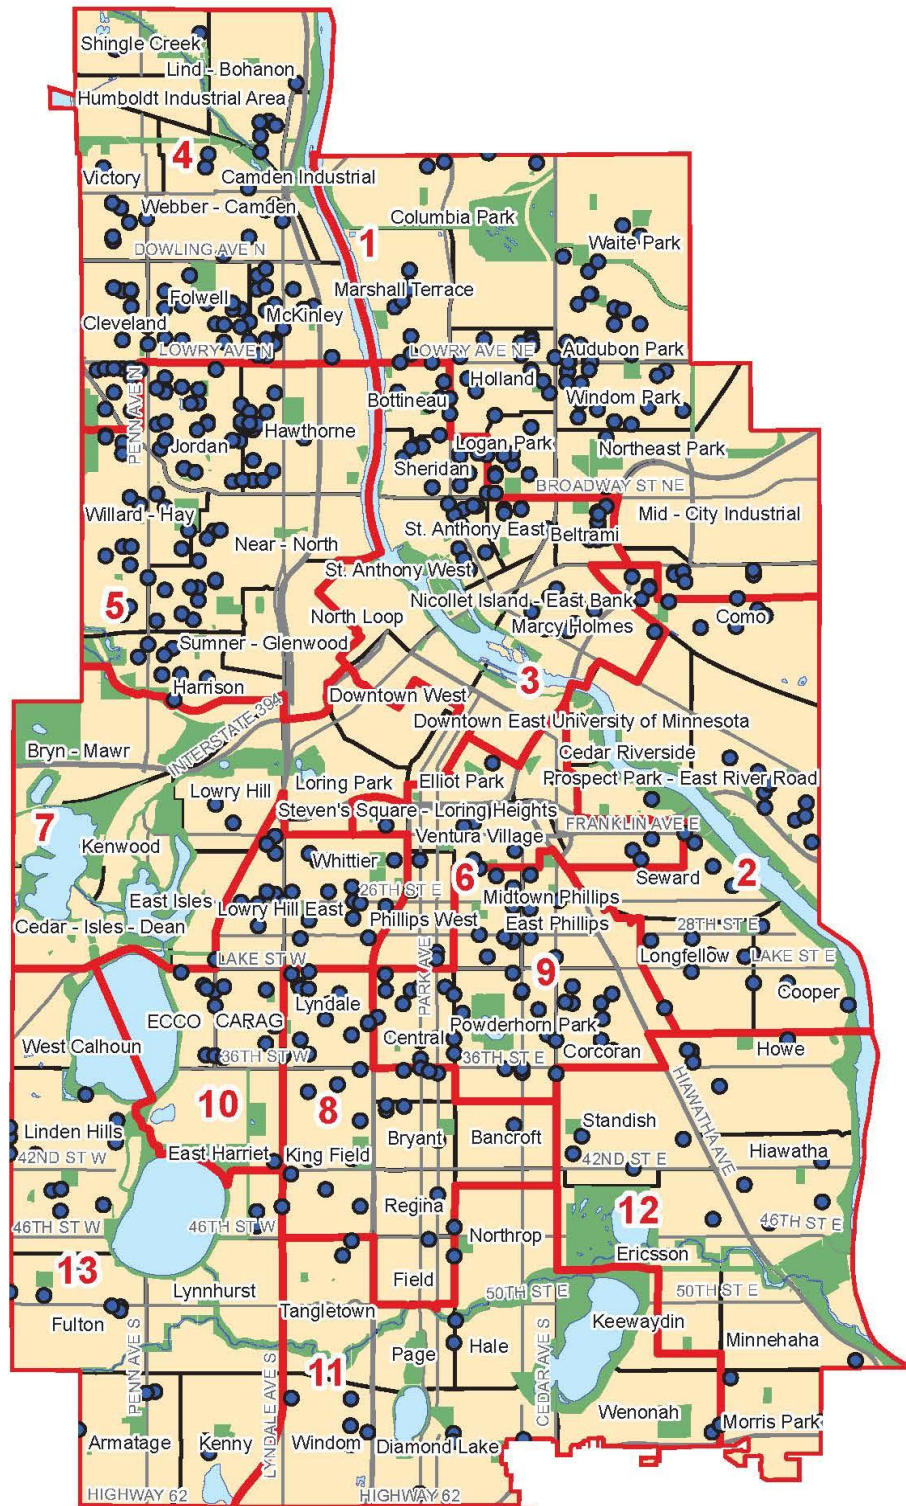 Shingle Creek
Lind - Bohanon
Humboldt Industrial Area
4
Victory
Camden Industrial
Webber - Camden
Columbia Park
1
Waite Park
DOWLING AVE N
Marshall Terrace
Folwell
McKinley
Cleveland
LOWRY AVE N
LOWRY AVE NE
Audubon Park
Holland
PENN AVE N
Bottineau
Windom Park
Hawthorne
Jordan
Logan Park
Northeast Park
Sheridan
BROADWAY ST NE
Willard - Hay
Mid - City Industrial
St. Anthony East
Beltrami
Near - North
St. Anthony West
5
Nicollet Island - East Bank
North Loop
Marcy Holmes
Como
Sumner - Glenwood
3
Harrison
Downtown West
INTERSTATE 394
Downtown East
University of Minnesota
Bryn - Mawr
Cedar Riverside
Loring Park
Elliot Park
Prospect Park - East River Road
Lowry Hill
Steven's Square - Loring Heights
7
FRANKLIN AVE E
Ventura Village
Kenwood
Whittier
6
Seward
2
26TH ST E
East Isles
Lowry Hill East
Midtown Phillips
Phillips West
East Phillips
28TH ST E
Cedar - Isles - Dean
LAKE ST W
PARK AVE
Longfellow
LAKE ST E
9
Lyndale
Cooper
ECCO
CARAG
Powderhorn Park
West Calhoun
Central
36TH ST W
36TH ST E
Corcoran
Howe
HIAWATHA AVE
10
8
Linden Hills
Bryant
Bancroft
Standish
42ND ST W
East Harriet
King Field
42ND ST E
Hiawatha
Regina
12
46TH ST W
46TH ST W
46TH ST E
Northrop
Ericsson
13
Field
Lynnhurst
Tangletown
50TH ST E
50TH ST E
Fulton
Keewaydin
Minnehaha
PENN AVE S
LYNDALE AVE S
11
Page
Hale
CEDAR AVE S
Wenonah
Morris Park
Armatage
Kenny
Windom
Diamond Lake
HIGHWAY 62
HIGHWAY 62